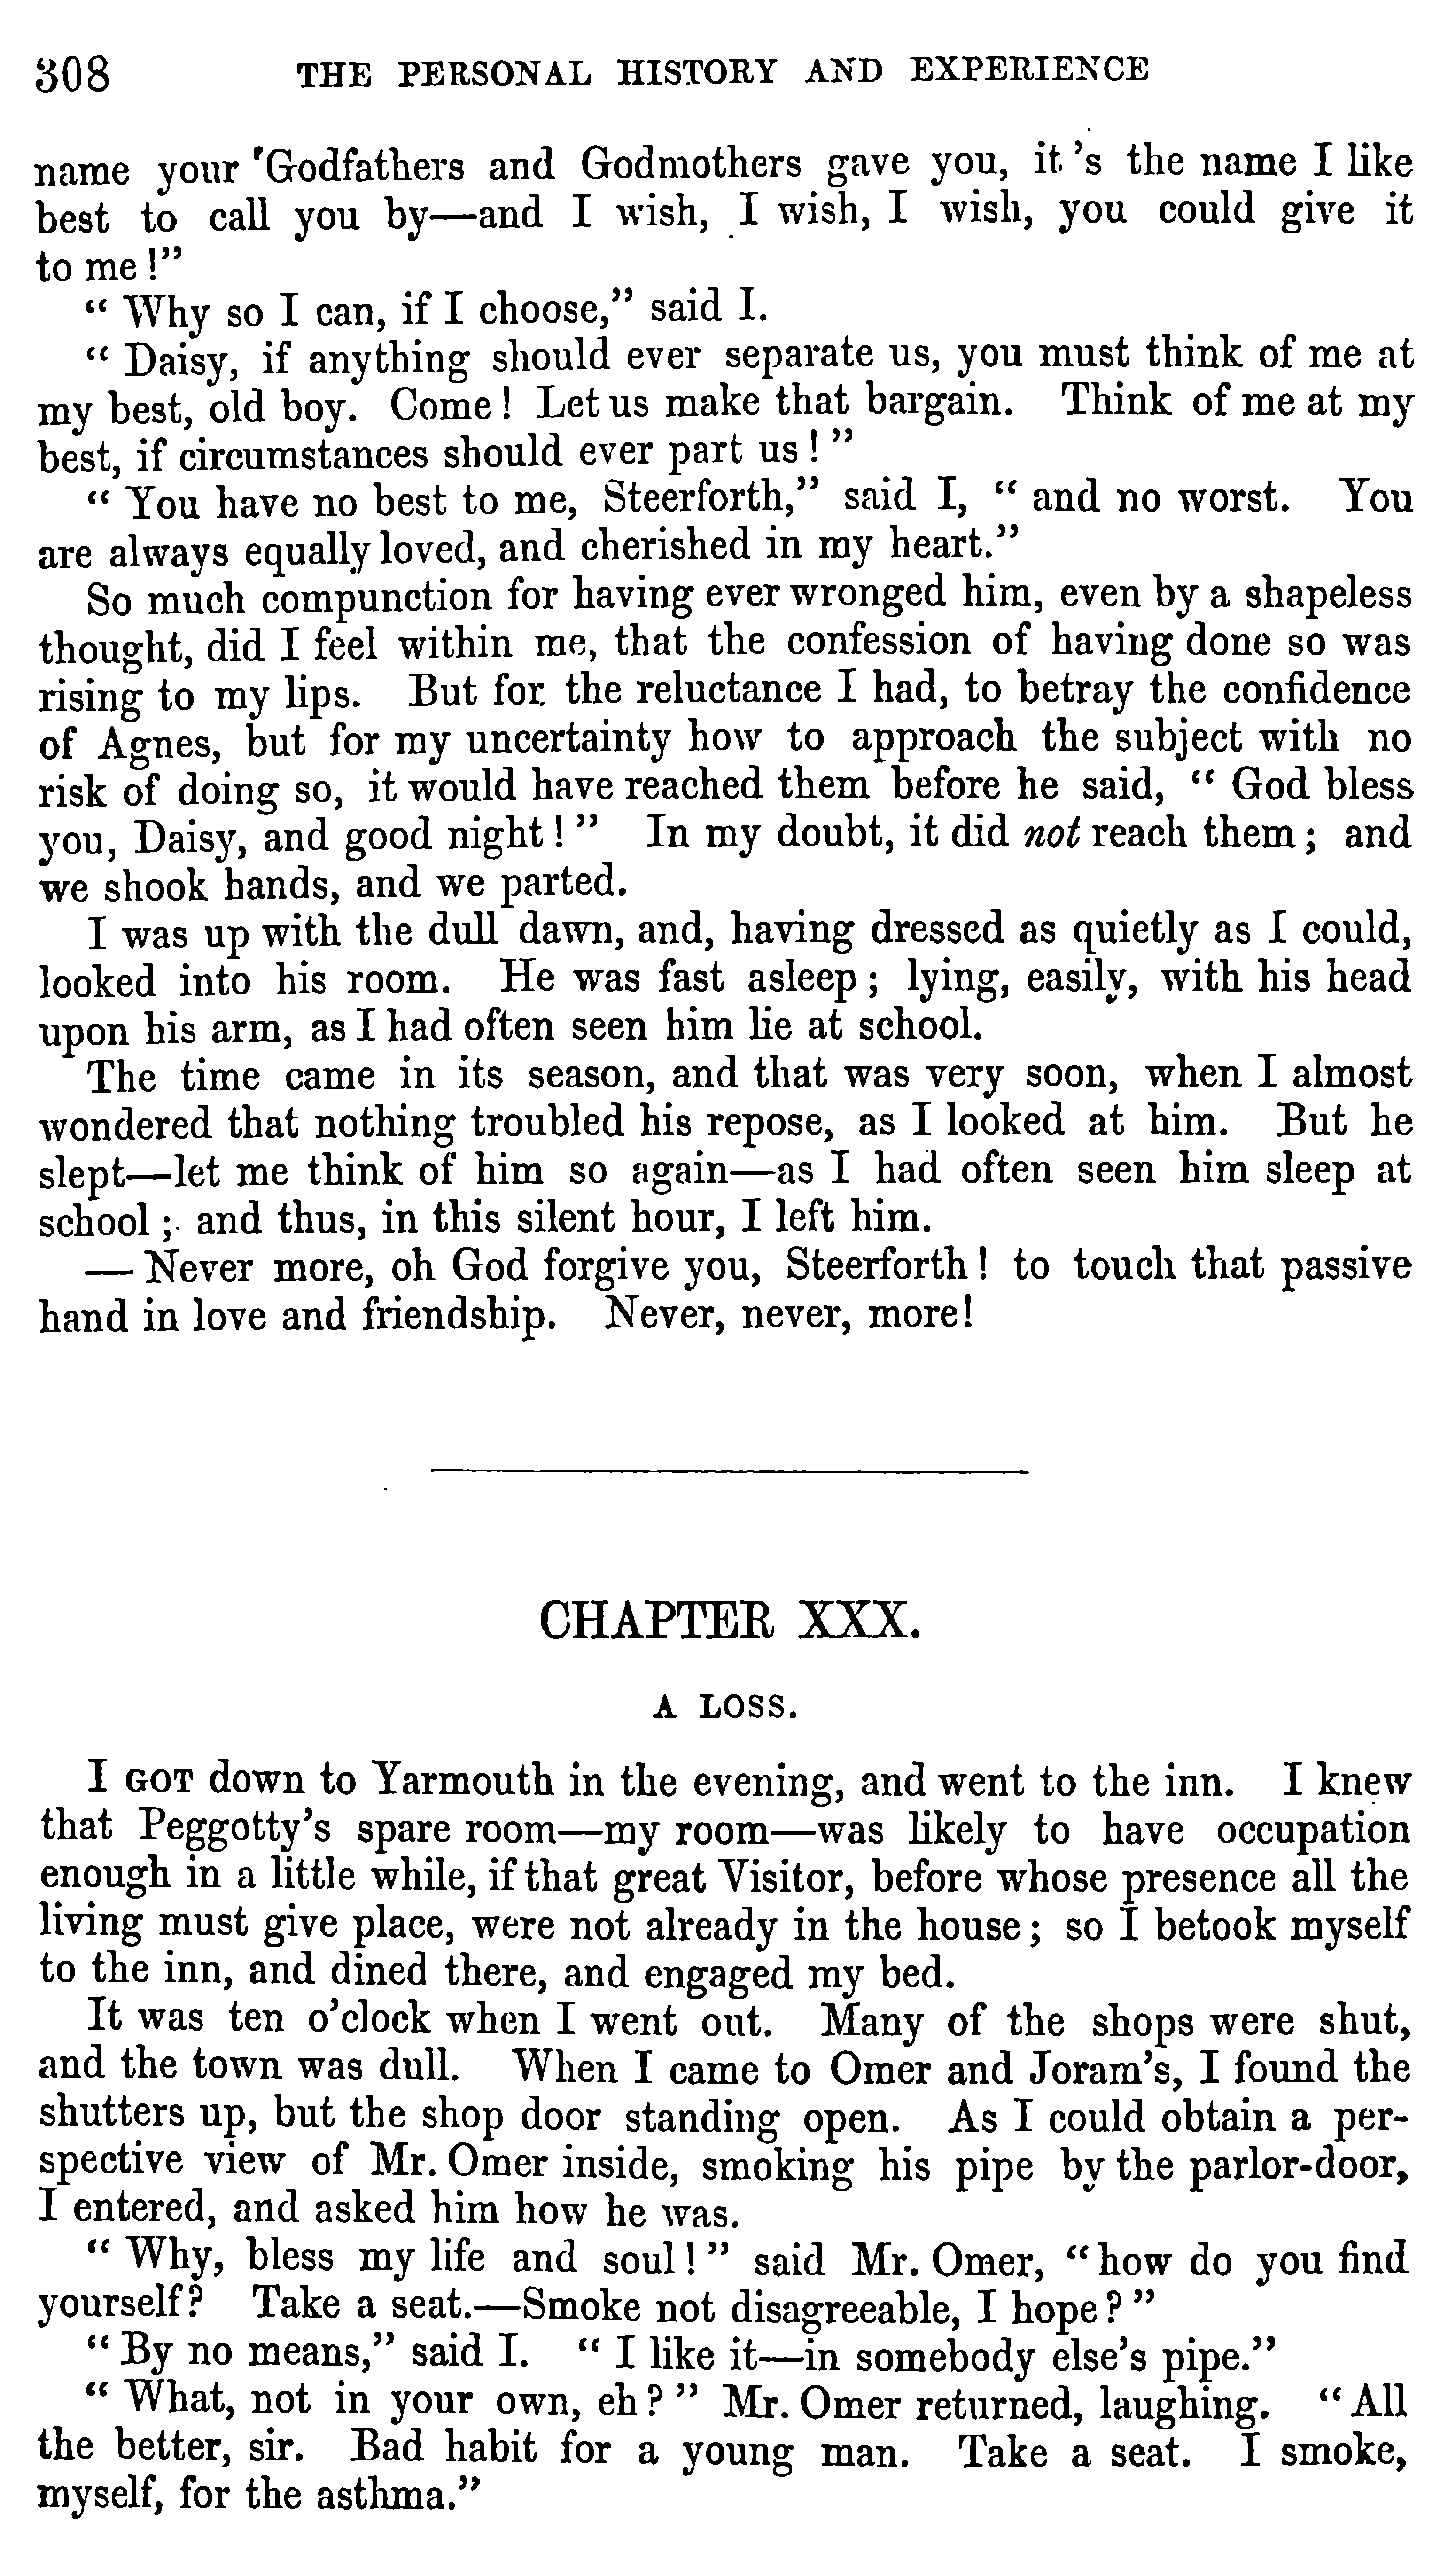 308 THE PERSONAL HISTORY AND EXPERIENCE
name your 'Godfathers and Godmothers gave you, it 's the name I like
best to call you by—and I wish, I wish, I wish, you could give it
to me!"
" Why so I can, if I choose," said I.
" Daisy, if anything should ever separate us, you must think of me at
my best, old boy. Come! Let us make that bargain. Think of me at my
best, if circumstances should ever part us!"
" You have no best to me, Steerforth," said I, " and no worst. You
are always equally loved, and cherished in my heart."
So much compunction for having ever wronged him, even by a shapeless
thought, did I feel within me, that the confession of having done so was
rising to my lips. But for the reluctance I had, to betray the confidence
of Agnes, but for my uncertainty how to approach the subject with no
risk of doing so, it would have reached them before he said, " God bless
you, Daisy, and good night!" In my doubt, it did not reach them; and
we shook hands, and we parted.
I was up with the dull dawn, and, having dressed as quietly as I could,
looked into his room. He was fast asleep; lying, easily, with his head
upon his arm, as I had often seen him lie at school.
The time came in its season, and that was very soon, when I almost
wondered that nothing troubled his repose, as I looked at him. But he
slept—let me think of him so again—as I had often seen him sleep at
school; and thus, in this silent hour, I left him.
— Never more, oh God forgive you, Steerforth! to touch that passive
hand in love and friendship. Never, never, more!
CHAPTER XXX.
A LOSS.
I GOT down to Yarmouth in the evening, and went to the inn. I knew
that Peggotty's spare room—my room—was likely to have occupation
enough in a little while, if that great Visitor, before whose presence all the
living must give place, were not already in the house; so I betook myself
to the inn, and dined there, and engaged my bed.
It was ten o'clock when I went out. Many of the shops were shut,
and the town was dull. When I came to Omer and Joram's, I found the
shutters up, but the shop door standing open. As I could obtain a per-
spective view of Mr. Omer inside, smoking his pipe by the parlor-door,
I entered, and asked him how he was.
" Why, bless my life and soul!" said Mr. Omer, "how do you find
yourself? Take a seat.—Smoke not disagreeable, I hope?"
"By no means," said I. " I like it—in somebody else's pipe."
" What, not in your own, eh?" Mr. Omer returned, laughing. "All
the better, sir. Bad habit for a young man. Take a seat. I smoke,
myself, for the asthma."